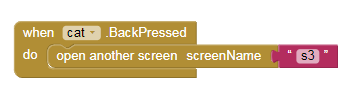 when cat .BackPressed
do open another screen screenName “ s3 ”